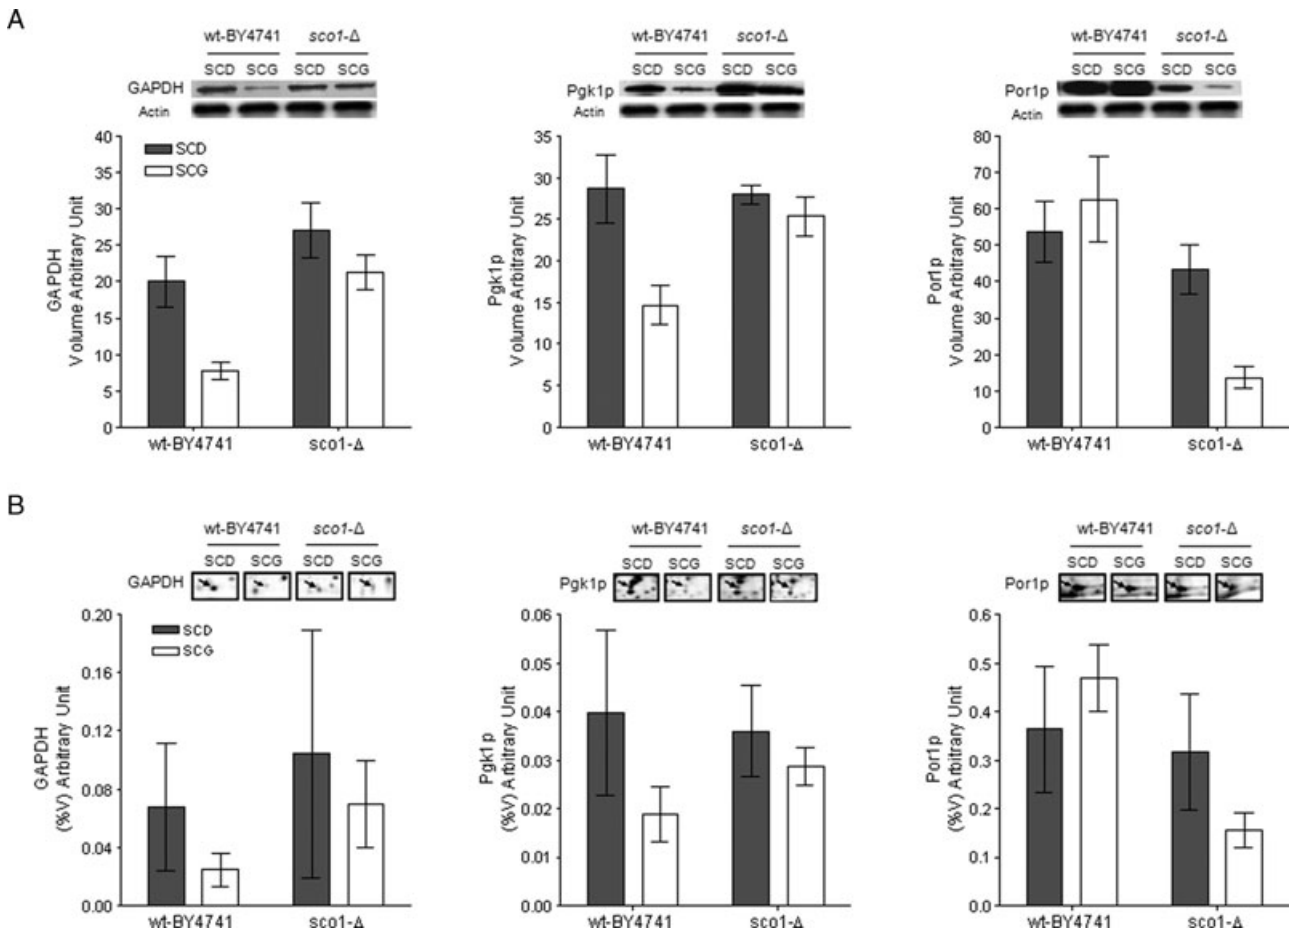 A
wt-BY4741 sco1-Δ
SCD SCG SCD SCG
GAPDH
Actin
GAPDH
Volume Arbitrary Unit
40
35
30
25
20
15
10
5
0
SCD
SCG
wt-BY4741 sco1-Δ
wt-BY4741 sco1-Δ
SCD SCG SCD SCG
Pgk1p
Actin
Pgk1p
Volume Arbitrary Unit
35
30
25
20
15
10
5
0
wt-BY4741 sco1-Δ
wt-BY4741 sco1-Δ
SCD SCG SCD SCG
Por1p
Actin
Por1p
Volume Arbitrary Unit
80
70
60
50
40
30
20
10
0
wt-BY4741 sco1-Δ
B
wt-BY4741 sco1-Δ
SCD SCG SCD SCG
GAPDH
GAPDH
(%V) Arbitrary Unit
0.20
0.16
0.12
0.08
0.04
0.00
SCD
SCG
wt-BY4741 sco1-Δ
wt-BY4741 sco1-Δ
SCD SCG SCD SCG
Pgk1p
Pgk1p
(%V) Arbitrary Unit
0.06
0.05
0.04
0.03
0.02
0.01
0.00
wt-BY4741 sco1-Δ
wt-BY4741 sco1-Δ
SCD SCG SCD SCG
Por1p
Por1p
(%V) Arbitrary Unit
0.6
0.5
0.4
0.3
0.2
0.1
0.0
wt-BY4741 sco1-Δ